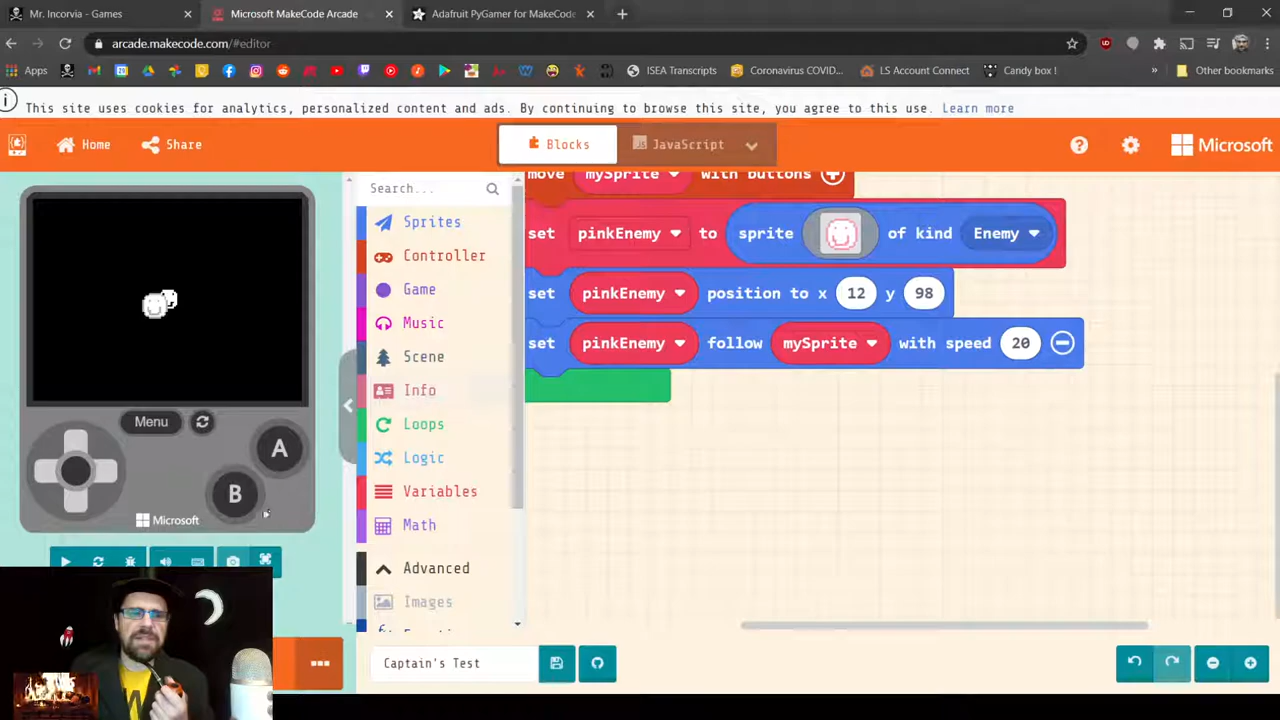 Mr. Incorvia - Games
Microsoft MakeCode Arcade
Adafruit PyGamer for MakeCode
arcade.makecode.com/#editor
Apps
ISEA Transcripts
Coronavirus COVID...
LS Account Connect
Candy box !
Other bookmarks
This site uses cookies for analytics, personalized content and ads. By continuing to browse this site, you agree to this use. Learn more
Home
Share
Blocks
JavaScript
Microsoft
Search...
move mySprite with buttons
Sprites
set pinkEnemy to sprite of kind Enemy
Controller
Game
set pinkEnemy position to x 12 y 98
Music
set pinkEnemy follow mySprite with speed 20
Scene
Info
Menu
Loops
A
Logic
B
Variables
Microsoft
Math
Advanced
Images
Captain's Test
W